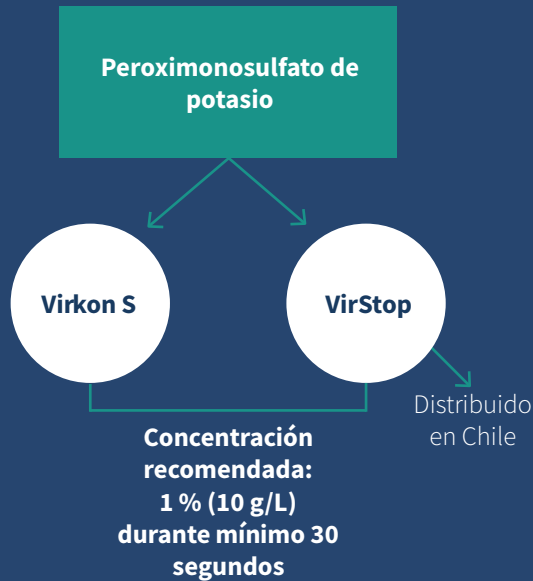 Peroximonosulfato de
potasio
Virkon S
VirStop
Distribuido
en Chile
Concentración
recomendada:
1 % (10 g/L)
durante mínimo 30
segundos